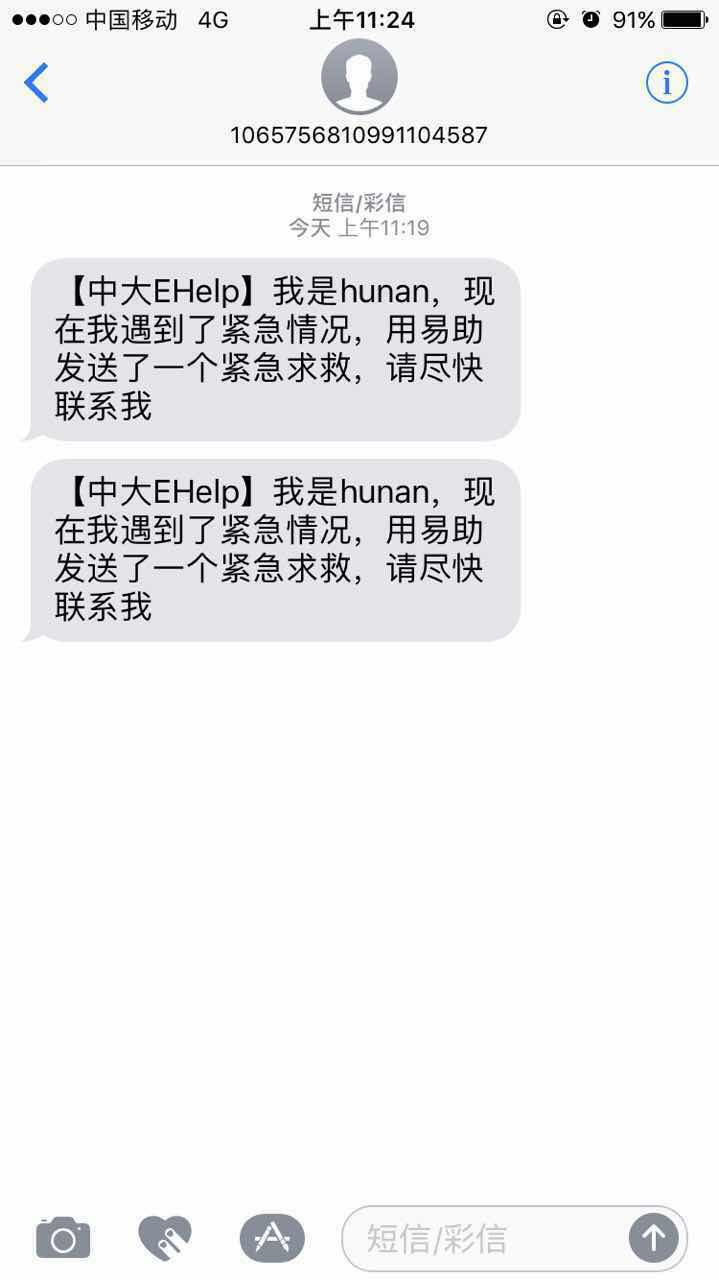 中国移动 4G 上午11:24 91%
1065756810991104587
短信/彩信
今天 上午11:19
【中大EHelp】我是hunan，现
在我遇到了紧急情况，用易助
发送了一个紧急求救，请尽快
联系我
【中大EHelp】我是hunan，现
在我遇到了紧急情况，用易助
发送了一个紧急求救，请尽快
联系我
短信/彩信